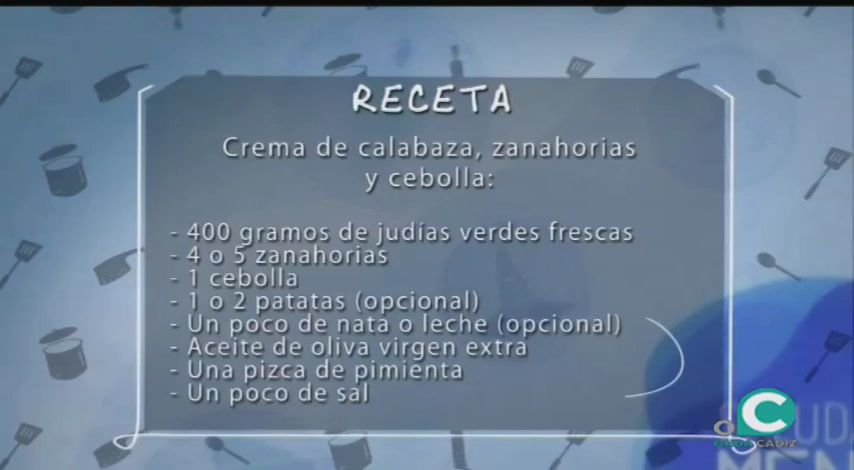 RECETA
Crema de calabaza, zanahorias
y cebolla:
- 400 gramos de judías verdes frescas
- 4 o 5 zanahorias
- 1 cebolla
- 1 o 2 patatas (opcional)
- Un poco de nata o leche (opcional)
- Aceite de oliva virgen extra
- Una pizca de pimienta
- Un poco de sal
C
ONDA CÁDIZ